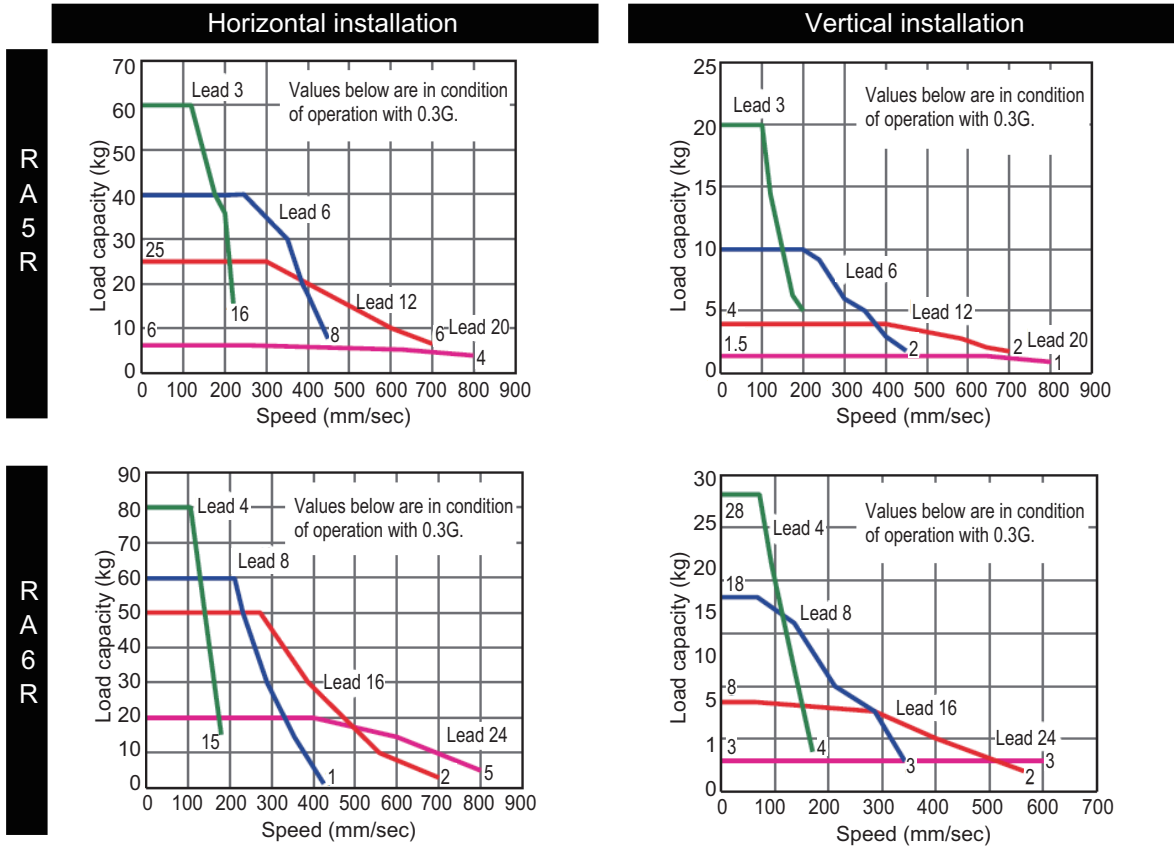 Horizontal installation
Vertical installation
RA5R
Load capacity (kg)
70
60
50
40
30
20
10
0
Lead 3
Values below are in condition
of operation with 0.3G.
Lead 6
25
Lead 12
6
16
8
6
Lead 20
4
0 100 200 300 400 500 600 700 800 900
Speed (mm/sec)
Load capacity (kg)
25
20
15
10
5
0
Lead 3
Values below are in condition
of operation with 0.3G.
Lead 6
4
Lead 12
1.5
2
2
Lead 20
1
0 100 200 300 400 500 600 700 800 900
Speed (mm/sec)
RA6R
Load capacity (kg)
90
80
70
60
50
40
30
20
10
0
Lead 4
Values below are in condition
of operation with 0.3G.
Lead 8
Lead 16
Lead 24
15
1
2
5
0 100 200 300 400 500 600 700 800 900
Speed (mm/sec)
Load capacity (kg)
30
25
20
15
10
5
1
0
28
Values below are in condition
of operation with 0.3G.
Lead 4
18
Lead 8
8
Lead 16
Lead 24
3
4
3
2
3
0 100 200 300 400 500 600 700
Speed (mm/sec)